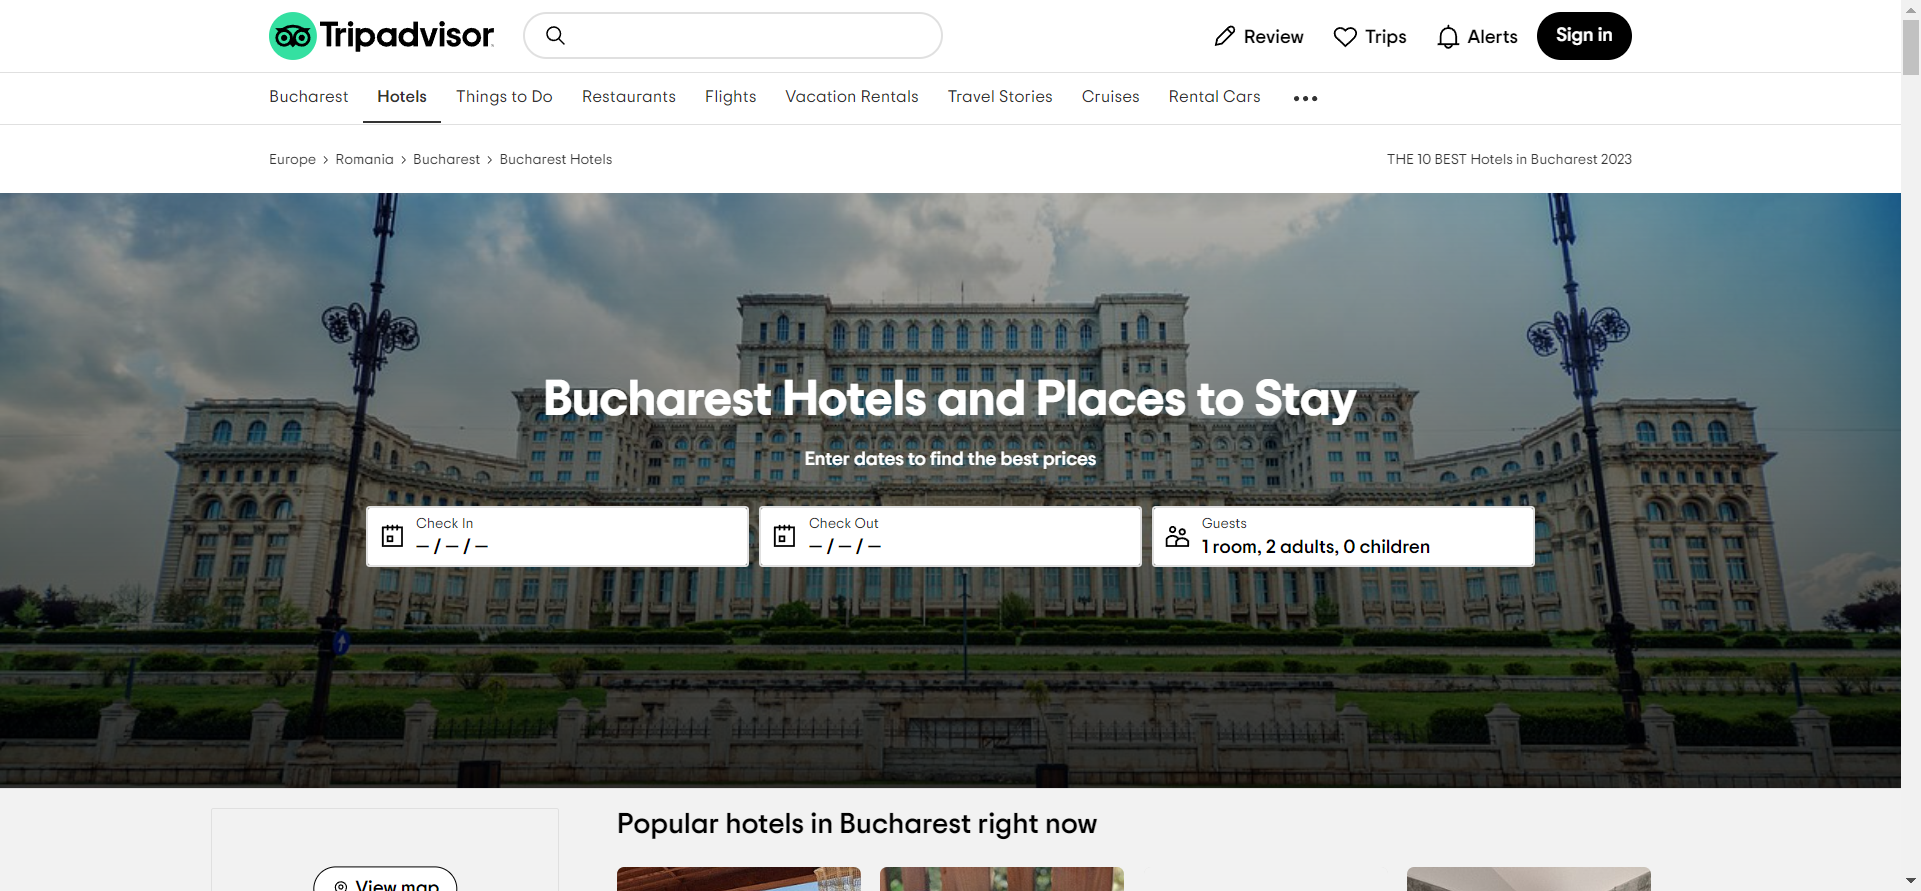 Tripadvisor
Review
Trips
Alerts
Sign in
Bucharest
Hotels
Things to Do
Restaurants
Flights
Vacation Rentals
Travel Stories
Cruises
Rental Cars
Europe › Romania › Bucharest › Bucharest Hotels
THE 10 BEST Hotels in Bucharest 2023
Bucharest Hotels and Places to Stay
Enter dates to find the best prices
Check In
– / – / –
Check Out
– / – / –
Guests
1 room, 2 adults, 0 children
Popular hotels in Bucharest right now
View map